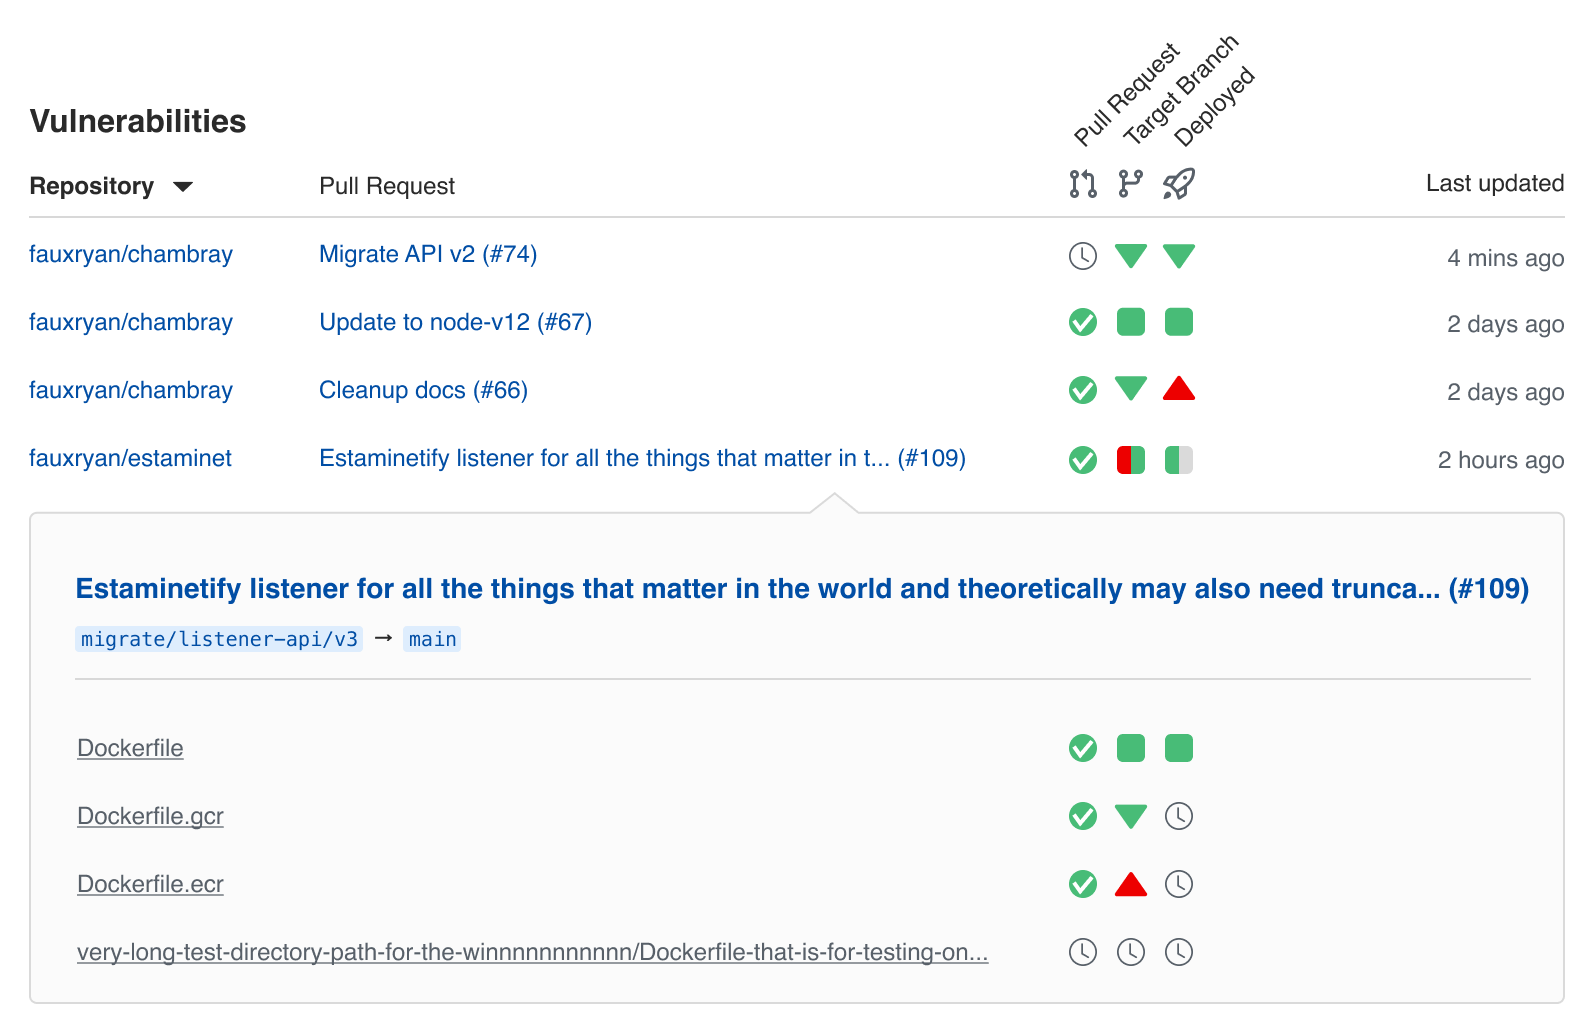 Pull Request
Target Branch
Deployed
Vulnerabilities
Repository Pull Request Last updated
fauxryan/chambray Migrate API v2 (#74) 4 mins ago
fauxryan/chambray Update to node-v12 (#67) 2 days ago
fauxryan/chambray Cleanup docs (#66) 2 days ago
fauxryan/estaminet Estaminetify listener for all the things that matter in t... (#109) 2 hours ago
Estaminetify listener for all the things that matter in the world and theoretically may also need trunca... (#109)
migrate/listener-api/v3 → main
Dockerfile
Dockerfile.gcr
Dockerfile.ecr
very-long-test-directory-path-for-the-winnnnnnnnnnn/Dockerfile-that-is-for-testing-on...